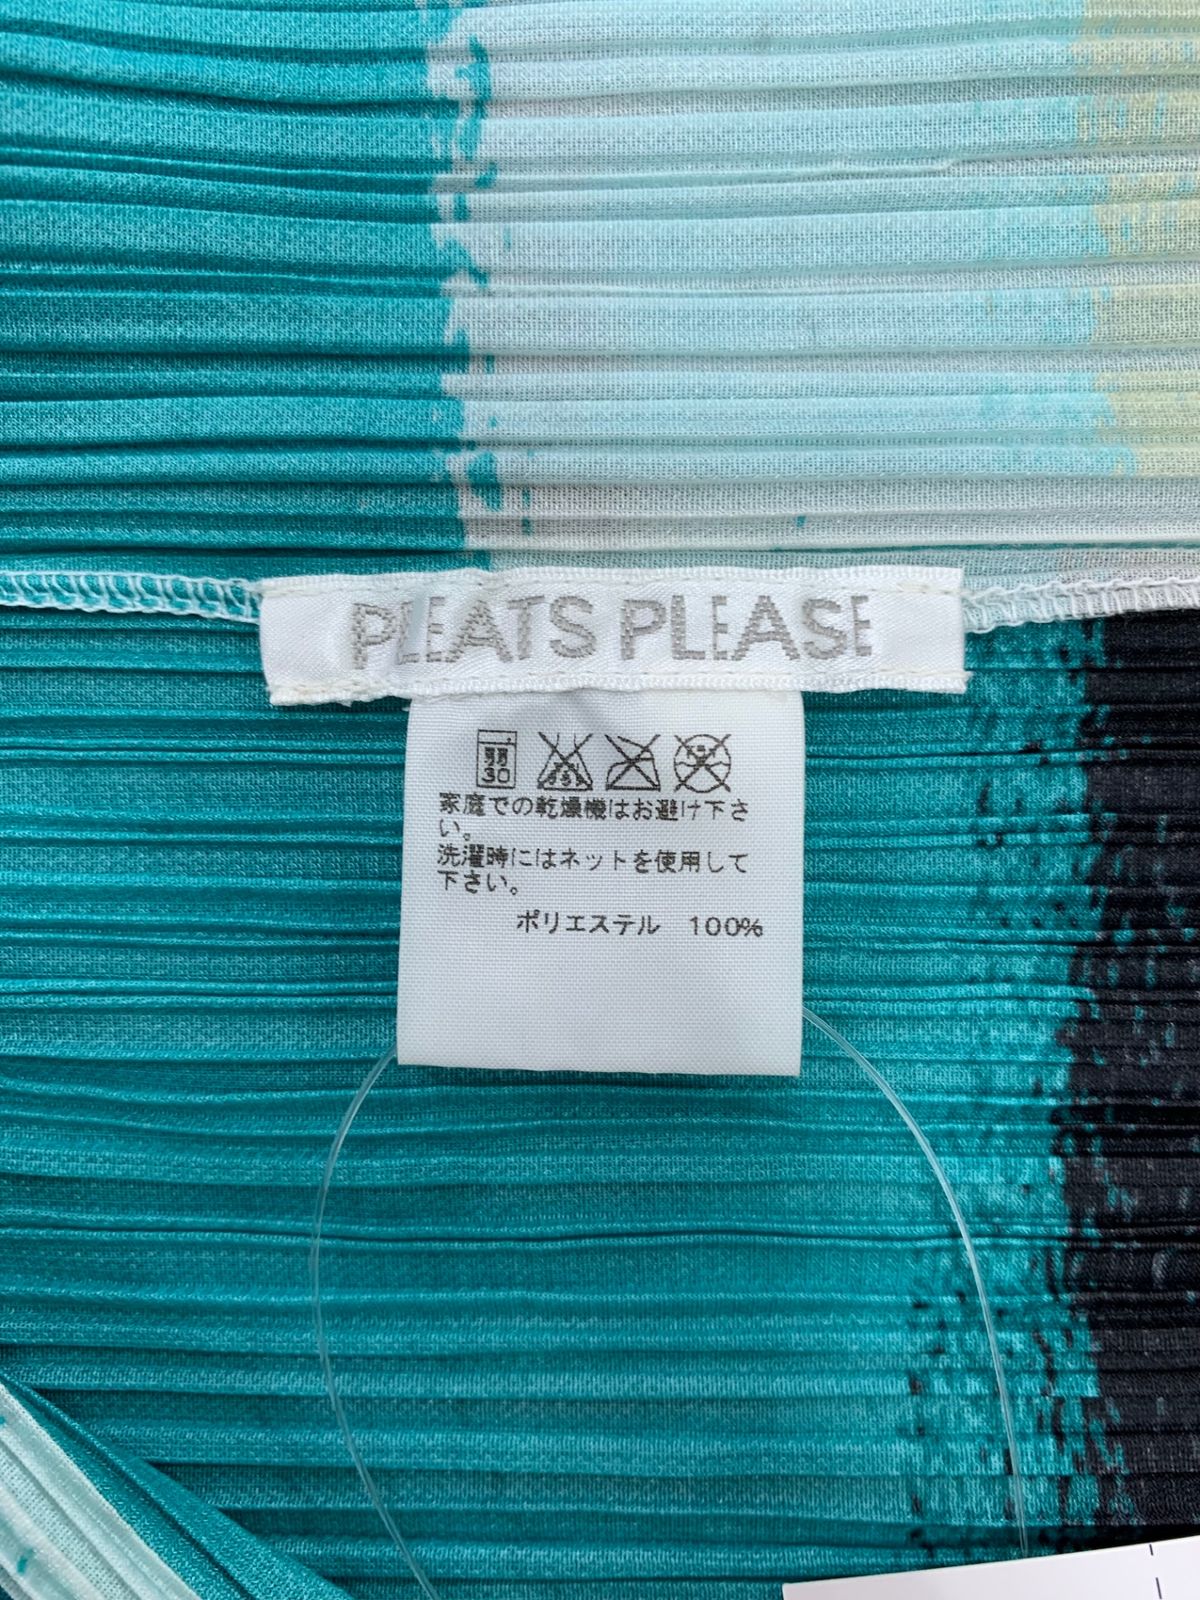 PLEATS PLEASE
弱
30
家庭での乾燥機はお避け下さ
い。
洗濯時にはネットを使用して
下さい。
ポリエステル 100%